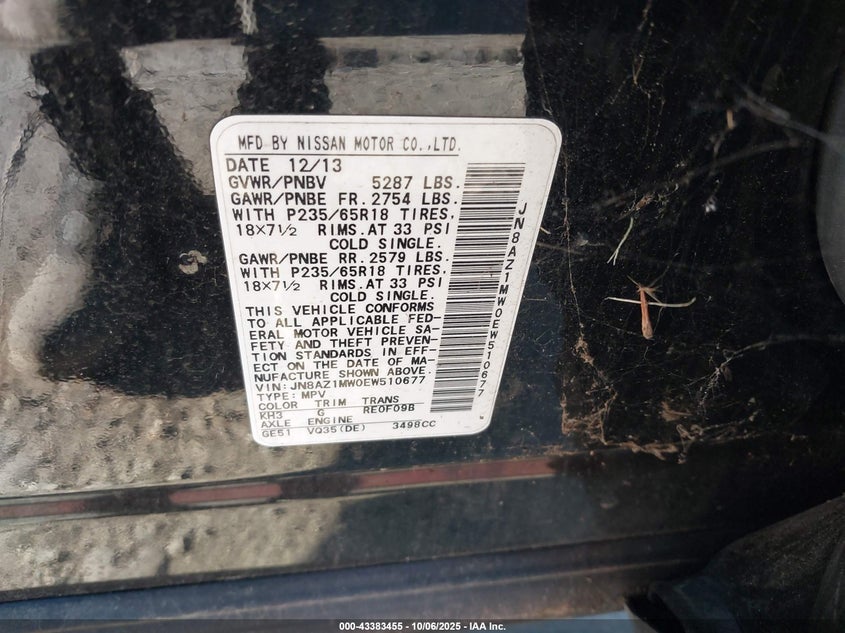 MFD BY NISSAN MOTOR CO.,LTD.
DATE 12/13
GVWR/PNBV 5287 LBS.
GAWR/PNBE FR. 2754 LBS.
WITH P235/65R18 TIRES,
18×7½ RIMS.AT 33 PSI
COLD SINGLE.
GAWR/PNBE RR. 2579 LBS.
WITH P235/65R18 TIRES,
18×7½ RIMS.AT 33 PSI
COLD SINGLE.
THIS VEHICLE CONFORMS
TO ALL APPLICABLE FED-
ERAL MOTOR VEHICLE SA-
FETY AND THEFT PREVEN-
TION STANDARDS IN EFF-
ECT ON THE DATE OF MA-
NUFACTURE SHOWN ABOVE.
VIN: JN8AZ1MW0EW510677
TYPE: MPV
COLOR TRIM TRANS
KH3 G RE0F09B
AXLE ENGINE
GE51 VQ35(DE) 3498CC
JN8AZ1MW0EW510677
000-43383455 - 10/06/2025 - IAA Inc.